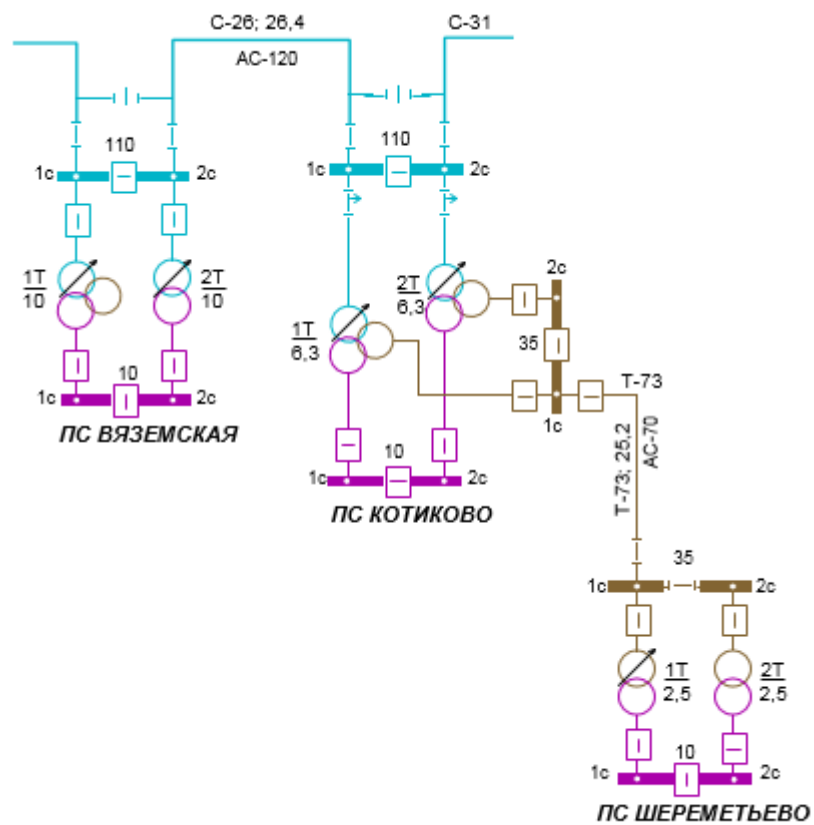 С-26; 26,4
АС-120
С-31
110
1с
2с
110
1с
2с
1Т
10
2Т
10
10
1с
2с
ПС ВЯЗЕМСКАЯ
1Т
6,3
2Т
6,3
2с
35
1с
10
1с
2с
ПС КОТИКОВО
Т-73
Т-73; 25,2
АС-70
35
1с
2с
1Т
2,5
2Т
2,5
10
1с
2с
ПС ШЕРЕМЕТЬЕВО